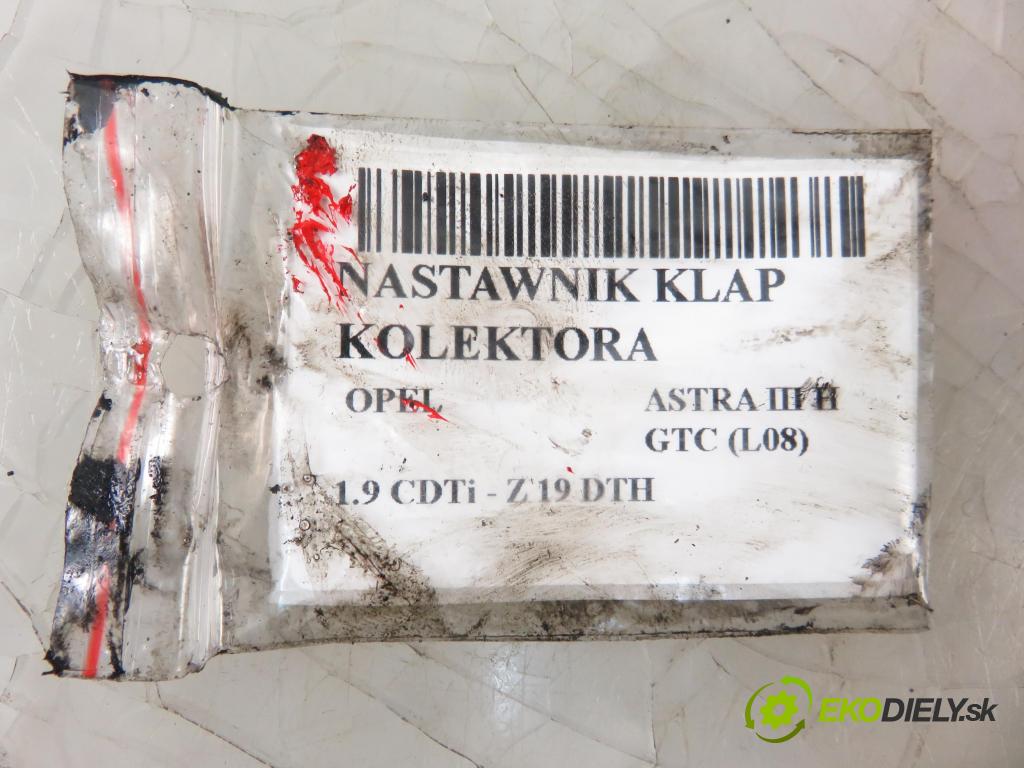 NASTAWNIK KLAP
KOLEKTORA
OPEL ASTRA III H
GTC (L08)
1.9 CDTi - Z 19 DTH
EKODIELY.sk